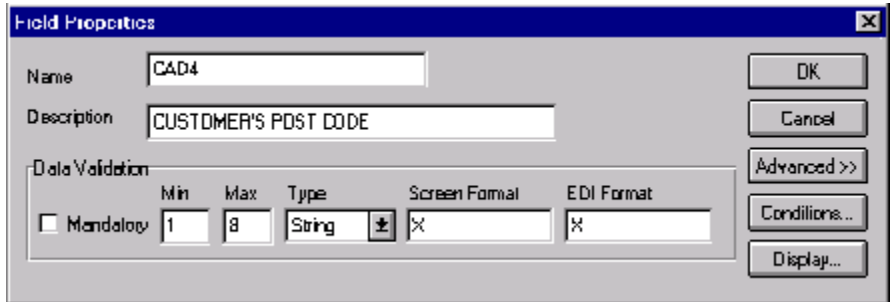 Field Properties
Name CAD4
Description CUSTOMER'S POST CODE
Data Validation
Min Max Type Screen Format EDI Format
Mandatory 1 8 String X X
OK
Cancel
Advanced >>
Conditions...
Display...